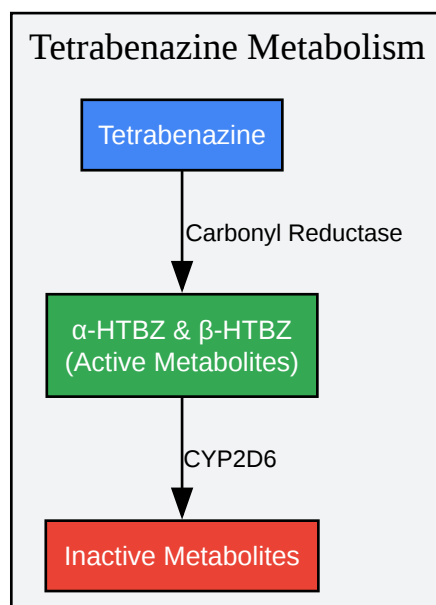 Tetrabenazine Metabolism
Tetrabenazine
Carbonyl Reductase
α-HTBZ & β-HTBZ
(Active Metabolites)
CYP2D6
Inactive Metabolites